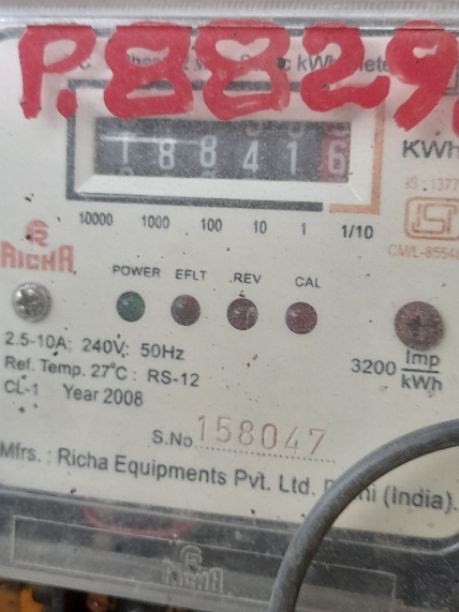 P.8829
kWh
188416
KWh
10000 1000 100 10 1 1/10
RICHA
POWER EFLT REV CAL
2.5-10A: 240V: 50Hz
Ref. Temp. 27°C : RS-12
CL-1 Year 2008
3200 Imp
kWh
S.No. 158047
Mfrs. : Richa Equipments Pvt. Ltd. (India).
RICHA